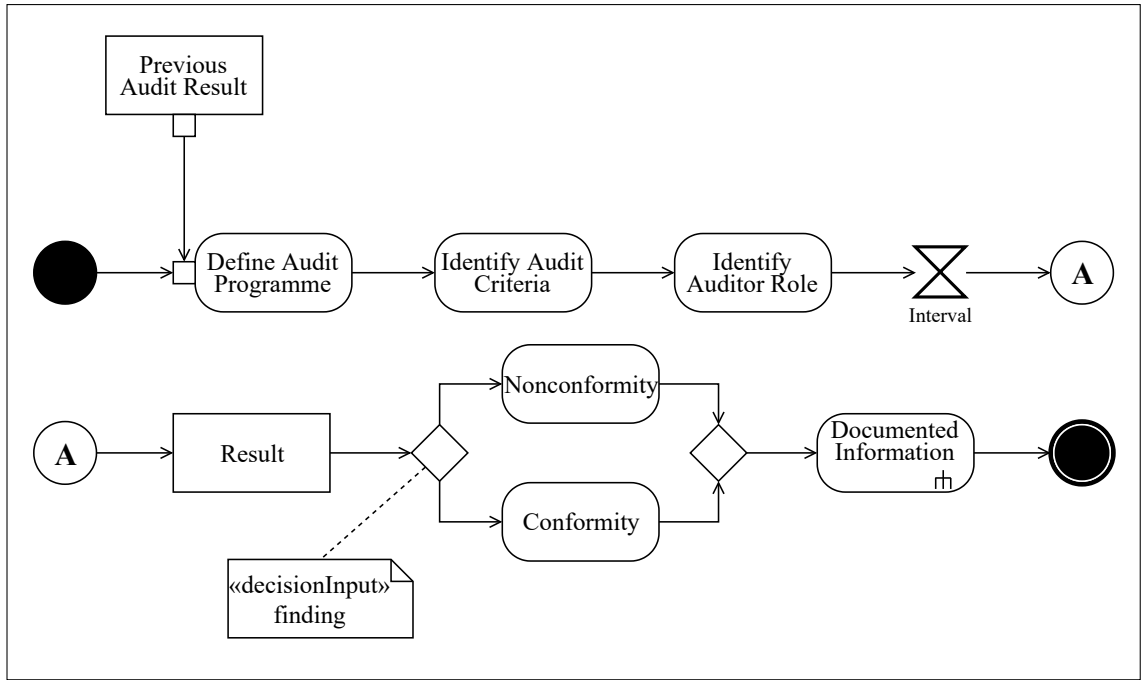 Previous
Audit Result
Define Audit
Programme
Identify Audit
Criteria
Identify
Auditor Role
Interval
A
A
Result
Nonconformity
Conformity
Documented
Information
«decisionInput»
finding